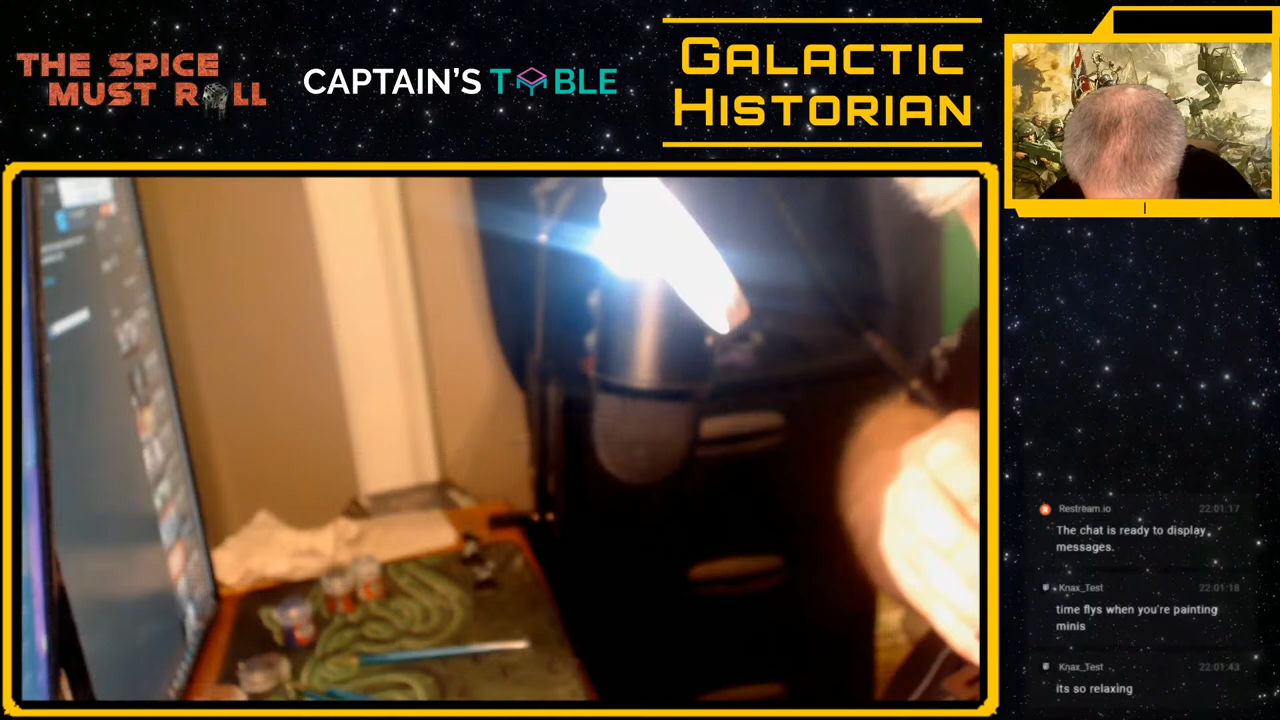 THE SPICE
MUST ROLL
CAPTAIN'S TABLE
GALACTIC
HISTORIAN
Restream.io 22:01:17
The chat is ready to display
messages.
Knax_Test 22:01:18
time flys when you're painting
minis
Knax_Test 22:01:43
its so relaxing